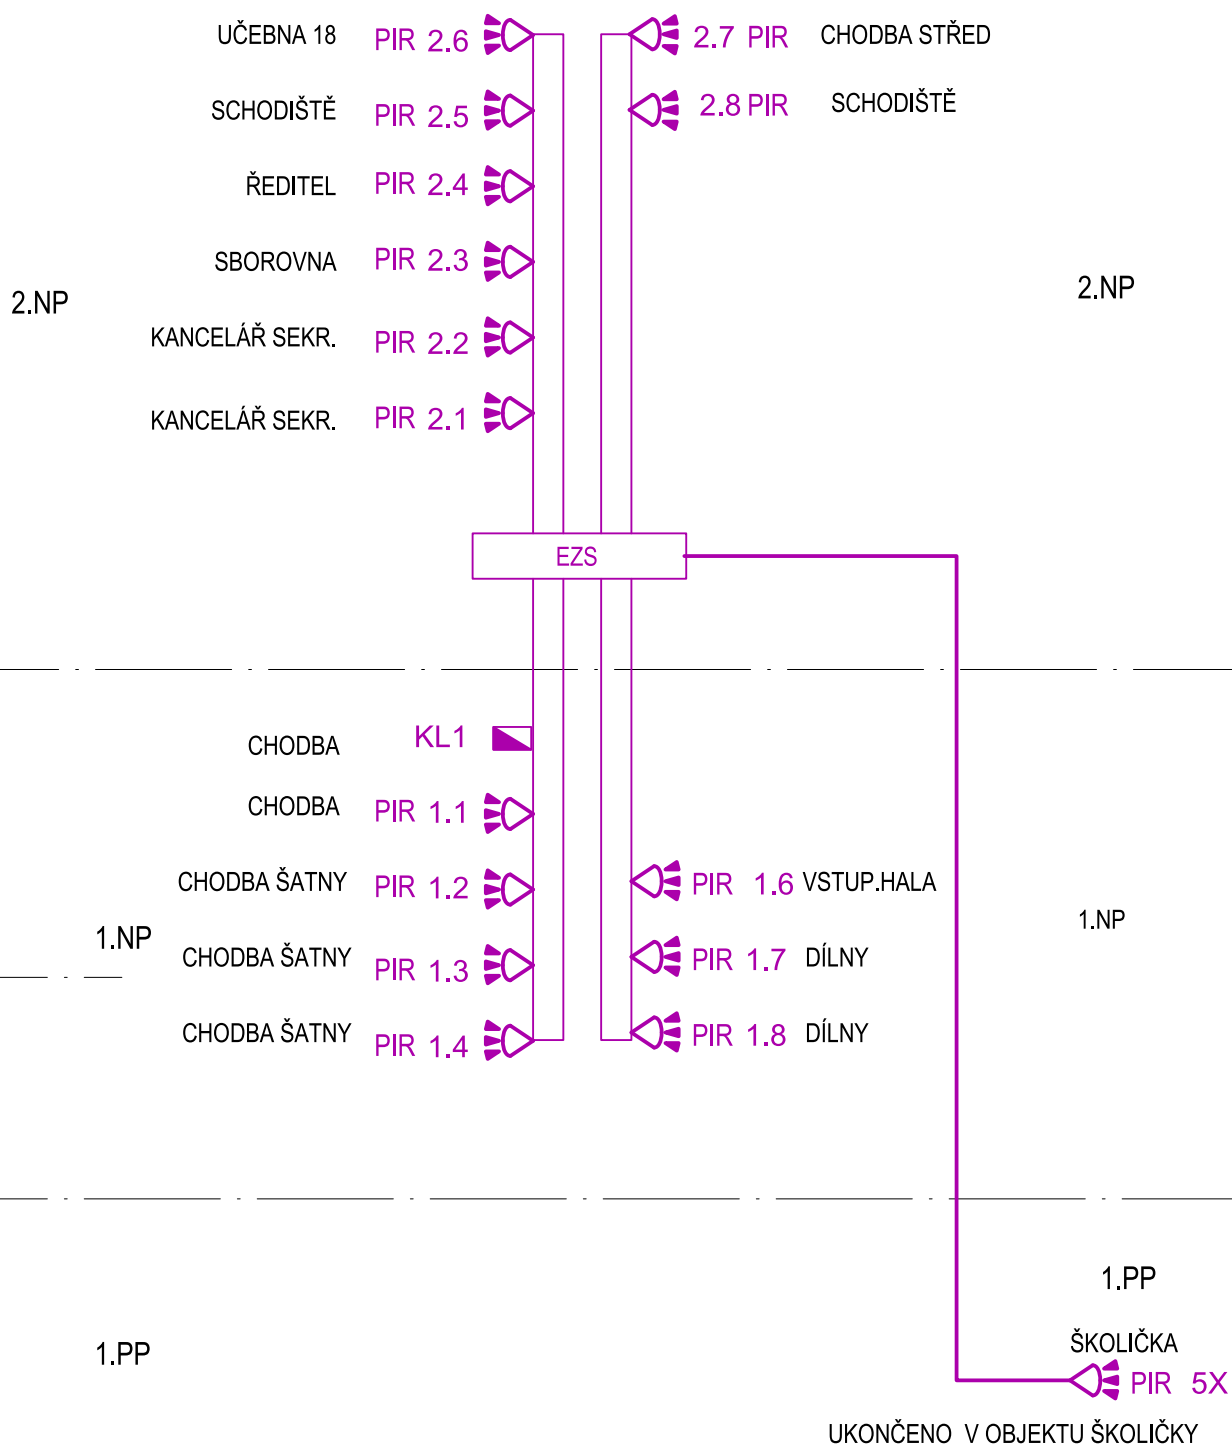 UČEBNA 18 PIR 2.6 2.7 PIR CHODBA STŘED
SCHODIŠTĚ PIR 2.5 2.8 PIR SCHODIŠTĚ
ŘEDITEL PIR 2.4
SBOROVNA PIR 2.3
2.NP 2.NP
KANCELÁŘ SEKR. PIR 2.2
KANCELÁŘ SEKR. PIR 2.1
EZS
CHODBA KL1
CHODBA PIR 1.1
CHODBA ŠATNY PIR 1.2 PIR 1.6 VSTUP.HALA
1.NP 1.NP
CHODBA ŠATNY PIR 1.3 PIR 1.7 DÍLNY
CHODBA ŠATNY PIR 1.4 PIR 1.8 DÍLNY
1.PP
1.PP
ŠKOLIČKA
PIR 5X
UKONČENO V OBJEKTU ŠKOLIČKY